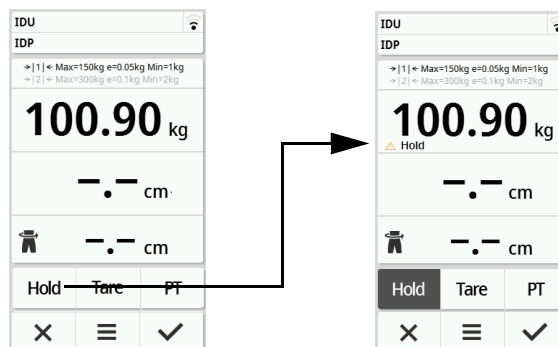 IDU
IDP
→|1|← Max=150kg e=0.05kg Min=1kg
→|2|← Max=300kg e=0.1kg Min=2kg
100.90 kg
–.– cm
–.– cm
Hold Tare PT
IDU
IDP
→|1|← Max=150kg e=0.05kg Min=1kg
→|2|← Max=300kg e=0.1kg Min=2kg
100.90 kg
Hold
–.– cm
–.– cm
Hold Tare PT